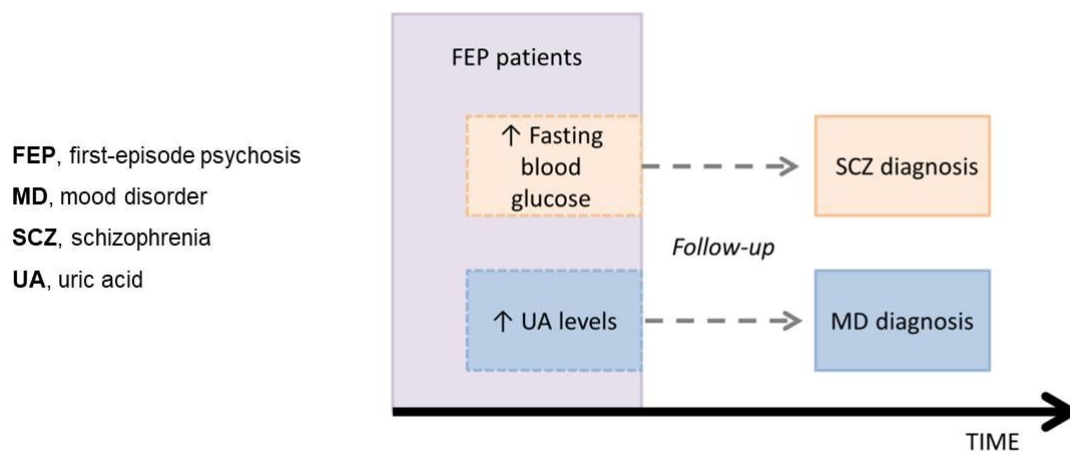 FEP, first-episode psychosis
MD, mood disorder
SCZ, schizophrenia
UA, uric acid
FEP patients
↑ Fasting
blood
glucose
SCZ diagnosis
Follow-up
↑ UA levels
MD diagnosis
TIME